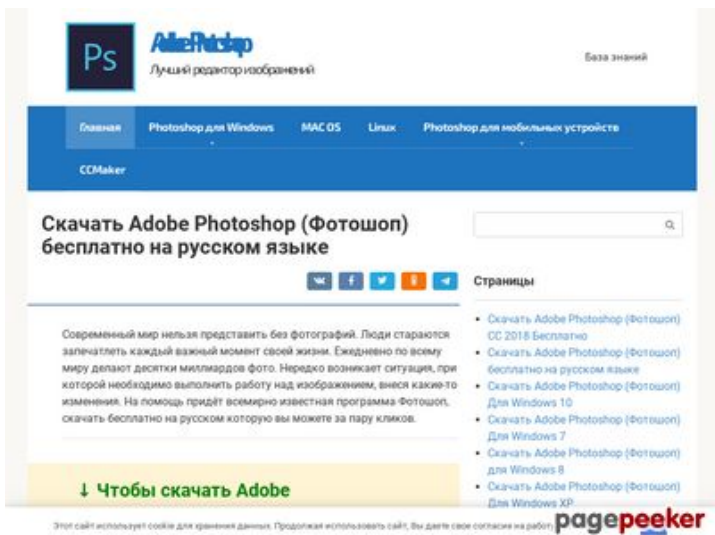 Ps
Adobe Photoshop
Лучший редактор изображений
База знаний
Главная
Photoshop для Windows
MAC OS
Linux
Photoshop для мобильных устройств
CCMaker
Скачать Adobe Photoshop (Фотошоп)
бесплатно на русском языке
Страницы
Скачать Adobe Photoshop (Фотошоп)
CC 2018 Бесплатно
Скачать Adobe Photoshop (Фотошоп)
бесплатно на русском языке
Скачать Adobe Photoshop (Фотошоп)
Для Windows 10
Скачать Adobe Photoshop (Фотошоп)
Для Windows 7
Скачать Adobe Photoshop (Фотошоп)
для Windows 8
Скачать Adobe Photoshop (Фотошоп)
Для Windows XP
Современный мир нельзя представить без фотографий. Люди стараются
запечатлеть каждый важный момент своей жизни. Ежедневно по всему
миру делают десятки миллиардов фото. Нередко возникает ситуация, при
которой необходимо выполнить работу над изображением, внеся какие-то
изменения. На помощь придёт всемирно известная программа Фотошоп,
скачать бесплатно на русском которую вы можете за пару кликов.
↓ Чтобы скачать Adobe
Этот сайт использует cookie для хранения данных. Продолжая использовать сайт, Вы даете свое согласие на работ
pagepeeker